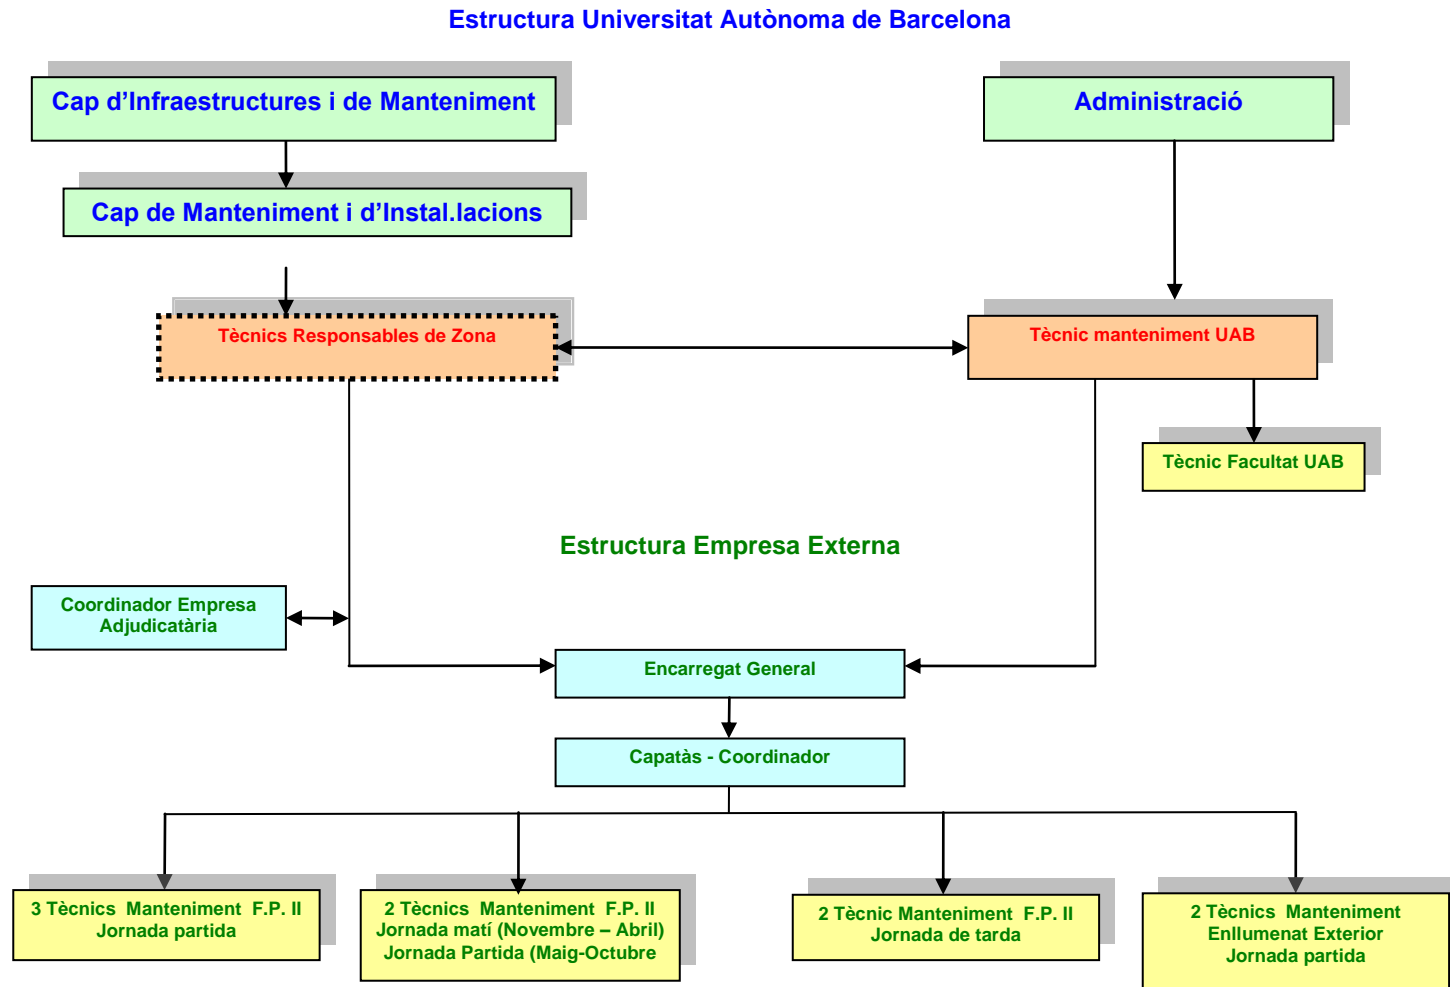 Estructura Universitat Autònoma de Barcelona
Cap d’Infraestructures i de Manteniment
Administració
Cap de Manteniment i d’Instal.lacions
Tècnics Responsables de Zona
Tècnic manteniment UAB
Tècnic Facultat UAB
Estructura Empresa Externa
Coordinador Empresa
Adjudicatària
Encarregat General
Capatàs - Coordinador
3 Tècnics  Manteniment  F.P. II
Jornada partida
2 Tècnics  Manteniment  F.P. II
Jornada matí (Novembre – Abril)
Jornada Partida (Maig-Octubre
2 Tècnic Manteniment  F.P. II
Jornada de tarda
2 Tècnics  Manteniment
Enllumenat Exterior
Jornada partida